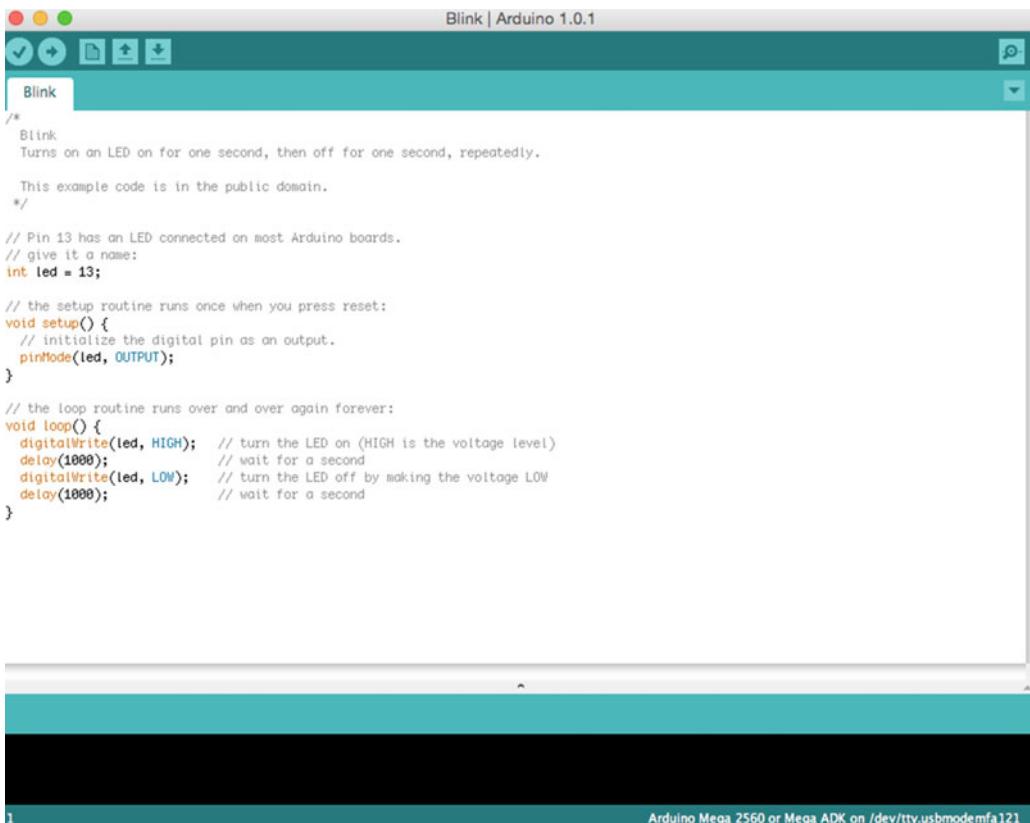 Blink | Arduino 1.0.1
Blink
/*
  Blink
  Turns on an LED on for one second, then off for one second, repeatedly.

  This example code is in the public domain.
 */

// Pin 13 has an LED connected on most Arduino boards.
// give it a name:
int led = 13;

// the setup routine runs once when you press reset:
void setup() {
  // initialize the digital pin as an output.
  pinMode(led, OUTPUT);
}

// the loop routine runs over and over again forever:
void loop() {
  digitalWrite(led, HIGH);   // turn the LED on (HIGH is the voltage level)
  delay(1000);               // wait for a second
  digitalWrite(led, LOW);    // turn the LED off by making the voltage LOW
  delay(1000);               // wait for a second
}
1
Arduino Mega 2560 or Mega ADK on /dev/tty.usbmodemfa121